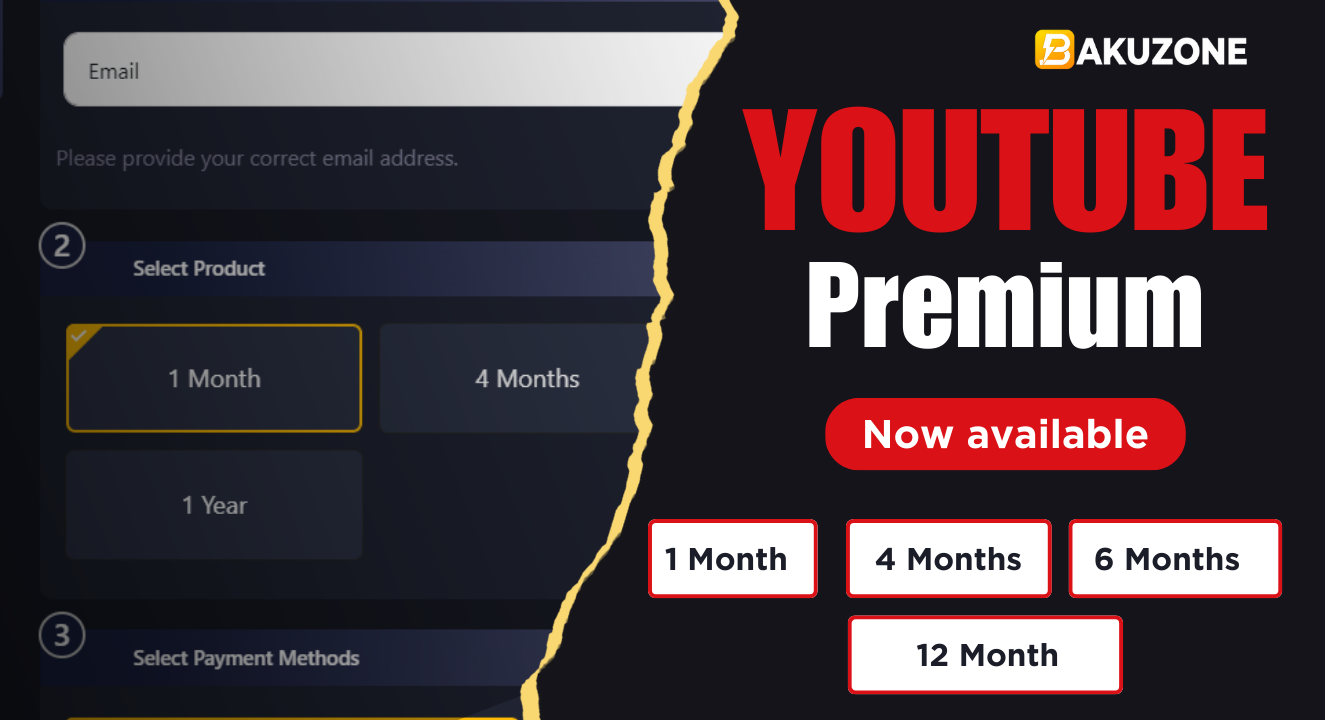 Email
Please provide your correct email address.
2
Select Product
1 Month
4 Months
1 Year
3
Select Payment Methods
BAKUZONE
YOUTUBE
Premium
Now available
1 Month
4 Months
6 Months
12 Month